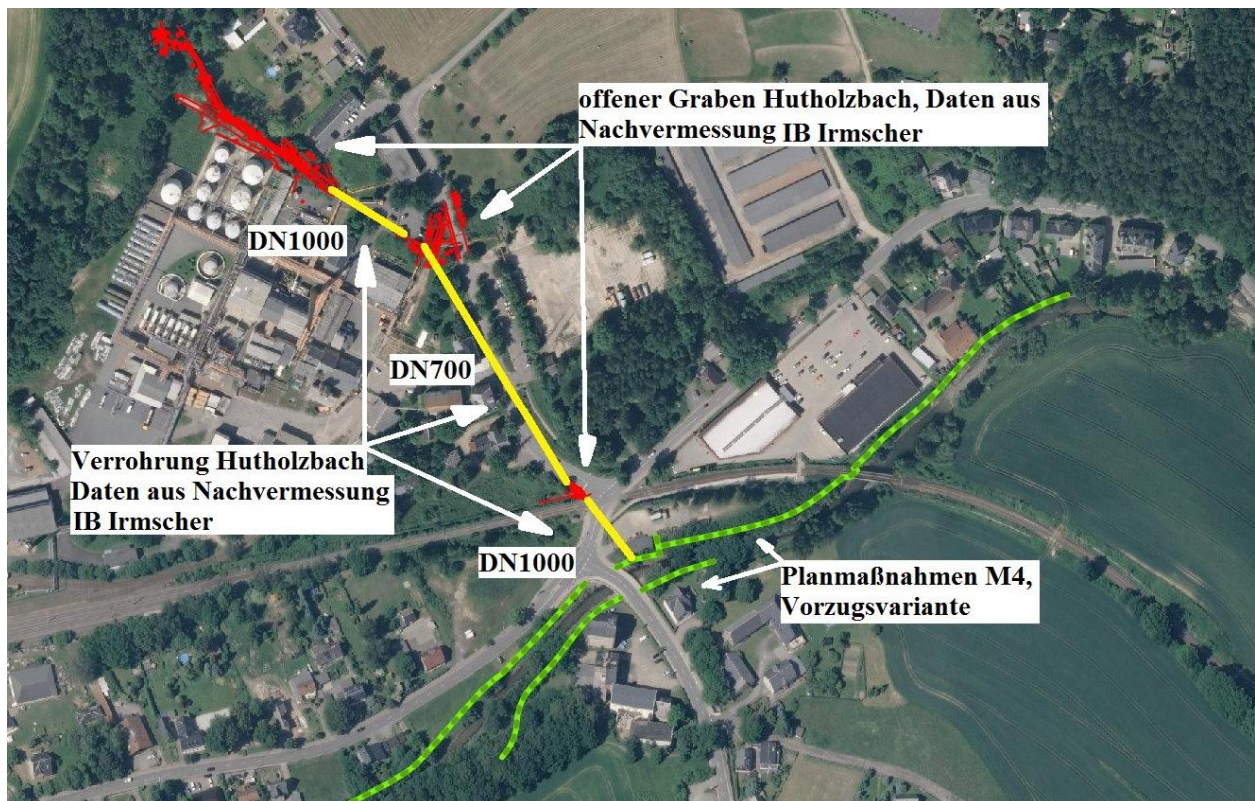 offener Graben Hutholzbach, Daten aus
Nachvermessung IB Irmscher
DN1000
DN700
Verrohrung Hutholzbach
Daten aus Nachvermessung
IB Irmscher
DN1000
Planmaßnahmen M4,
Vorzugsvariante